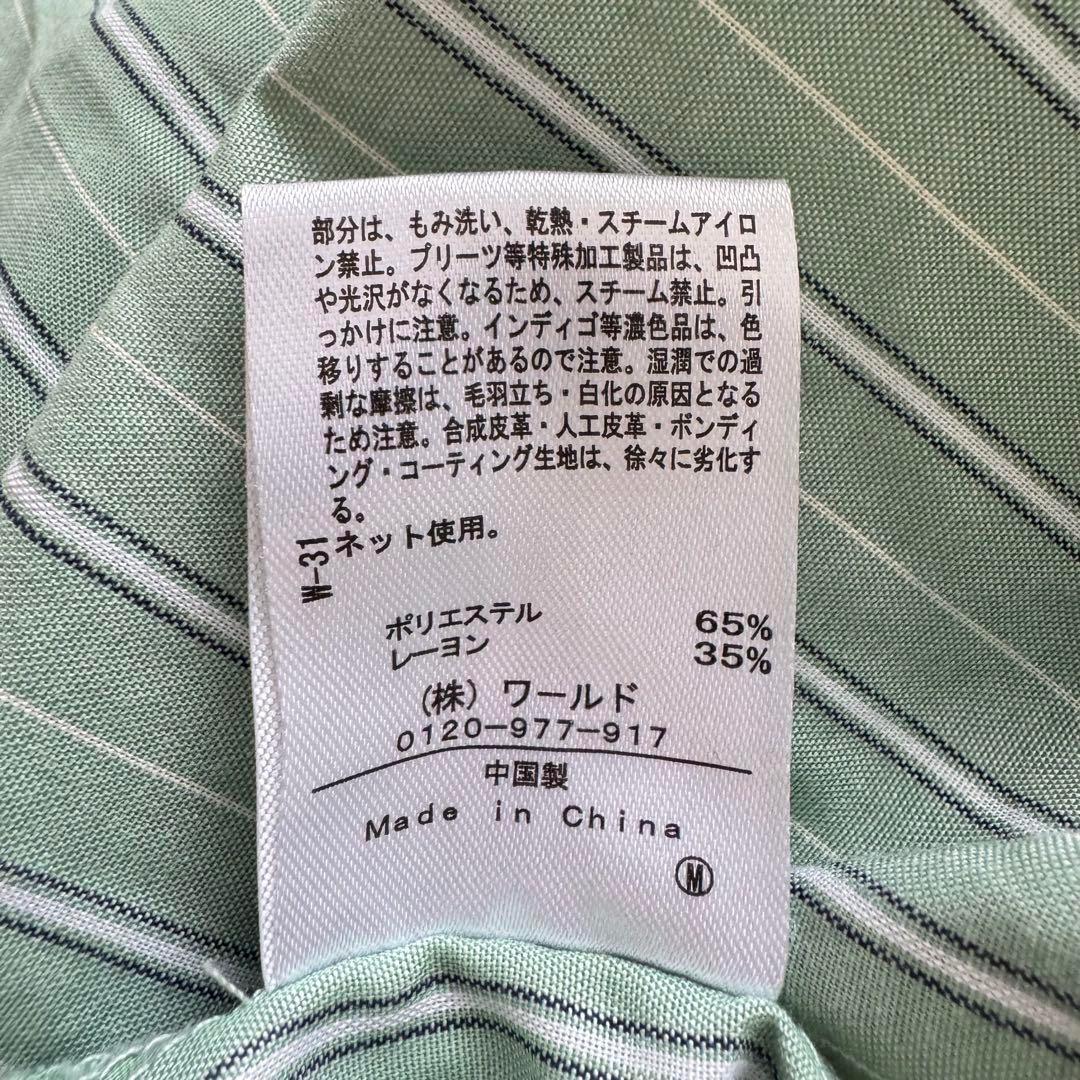 部分は、もみ洗い、乾熱・スチームアイロ
ン禁止。プリーツ等特殊加工製品は、凹凸
や光沢がなくなるため、スチーム禁止。引
っかけに注意。インディゴ等濃色品は、色
移りすることがあるので注意。湿潤での過
剰な摩擦は、毛羽立ち・白化の原因となる
ため注意。合成皮革・人工皮革・ボンディ
ング・コーティング生地は、徐々に劣化す
る。
ネット使用。
W-31
ポリエステル 65%
レーヨン 35%
(株) ワールド
0120-977-917
中国製
Made in China
M